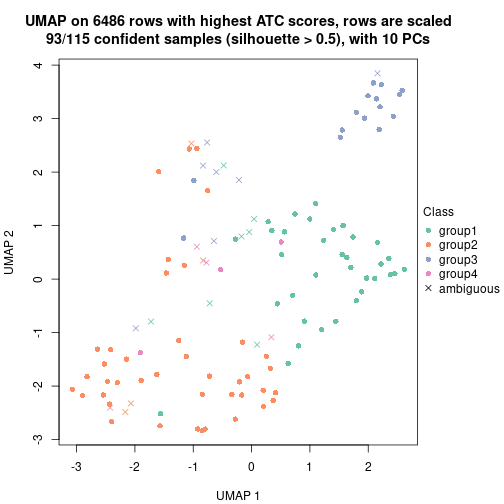 UMAP on 6486 rows with highest ATC scores, rows are scaled
93/115 confident samples (silhouette > 0.5), with 10 PCs
UMAP 2
4
3
2
1
0
-1
-2
-3
-3
-2
-1
0
1
2
UMAP 1
Class
group1
group2
group3
group4
ambiguous